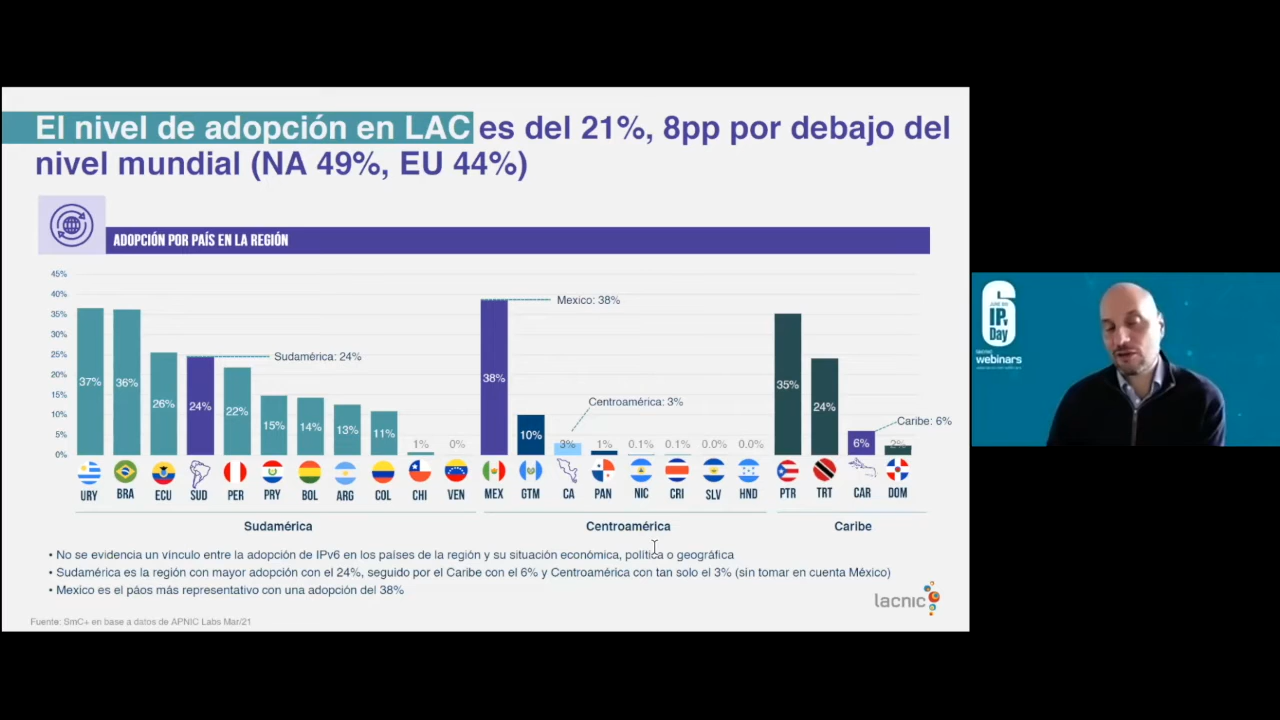 El nivel de adopción en LAC es del 21%, 8pp por debajo del
nivel mundial (NA 49%, EU 44%)
ADOPCIÓN POR PAÍS EN LA REGIÓN
45%
40%
35%
30%
25%
20%
15%
10%
5%
0%
37%
36%
26%
24%
Sudamérica: 24%
22%
15%
14%
13%
11%
1%
0%
38%
Mexico: 38%
10%
3%
Centroamérica: 3%
1%
0.1%
0.1%
0.0%
0.0%
35%
24%
6%
Caribe: 6%
2%
URY BRA ECU SUD PER PRY BOL ARG COL CHI VEN MEX GTM CA PAN NIC CRI SLV HND PTR TRT CAR DOM
Sudamérica Centroamérica Caribe
• No se evidencia un vínculo entre la adopción de IPv6 en los países de la región y su situación económica, política o geográfica
• Sudamérica es la región con mayor adopción con el 24%, seguido por el Caribe con el 6% y Centroamérica con tan solo el 3% (sin tomar en cuenta México)
• Mexico es el páos más representativo con una adopción del 38%
lacnic
Fuente: SmC+ en base a datos de APNIC Labs Mar/21
6
IPv
Day
webinars